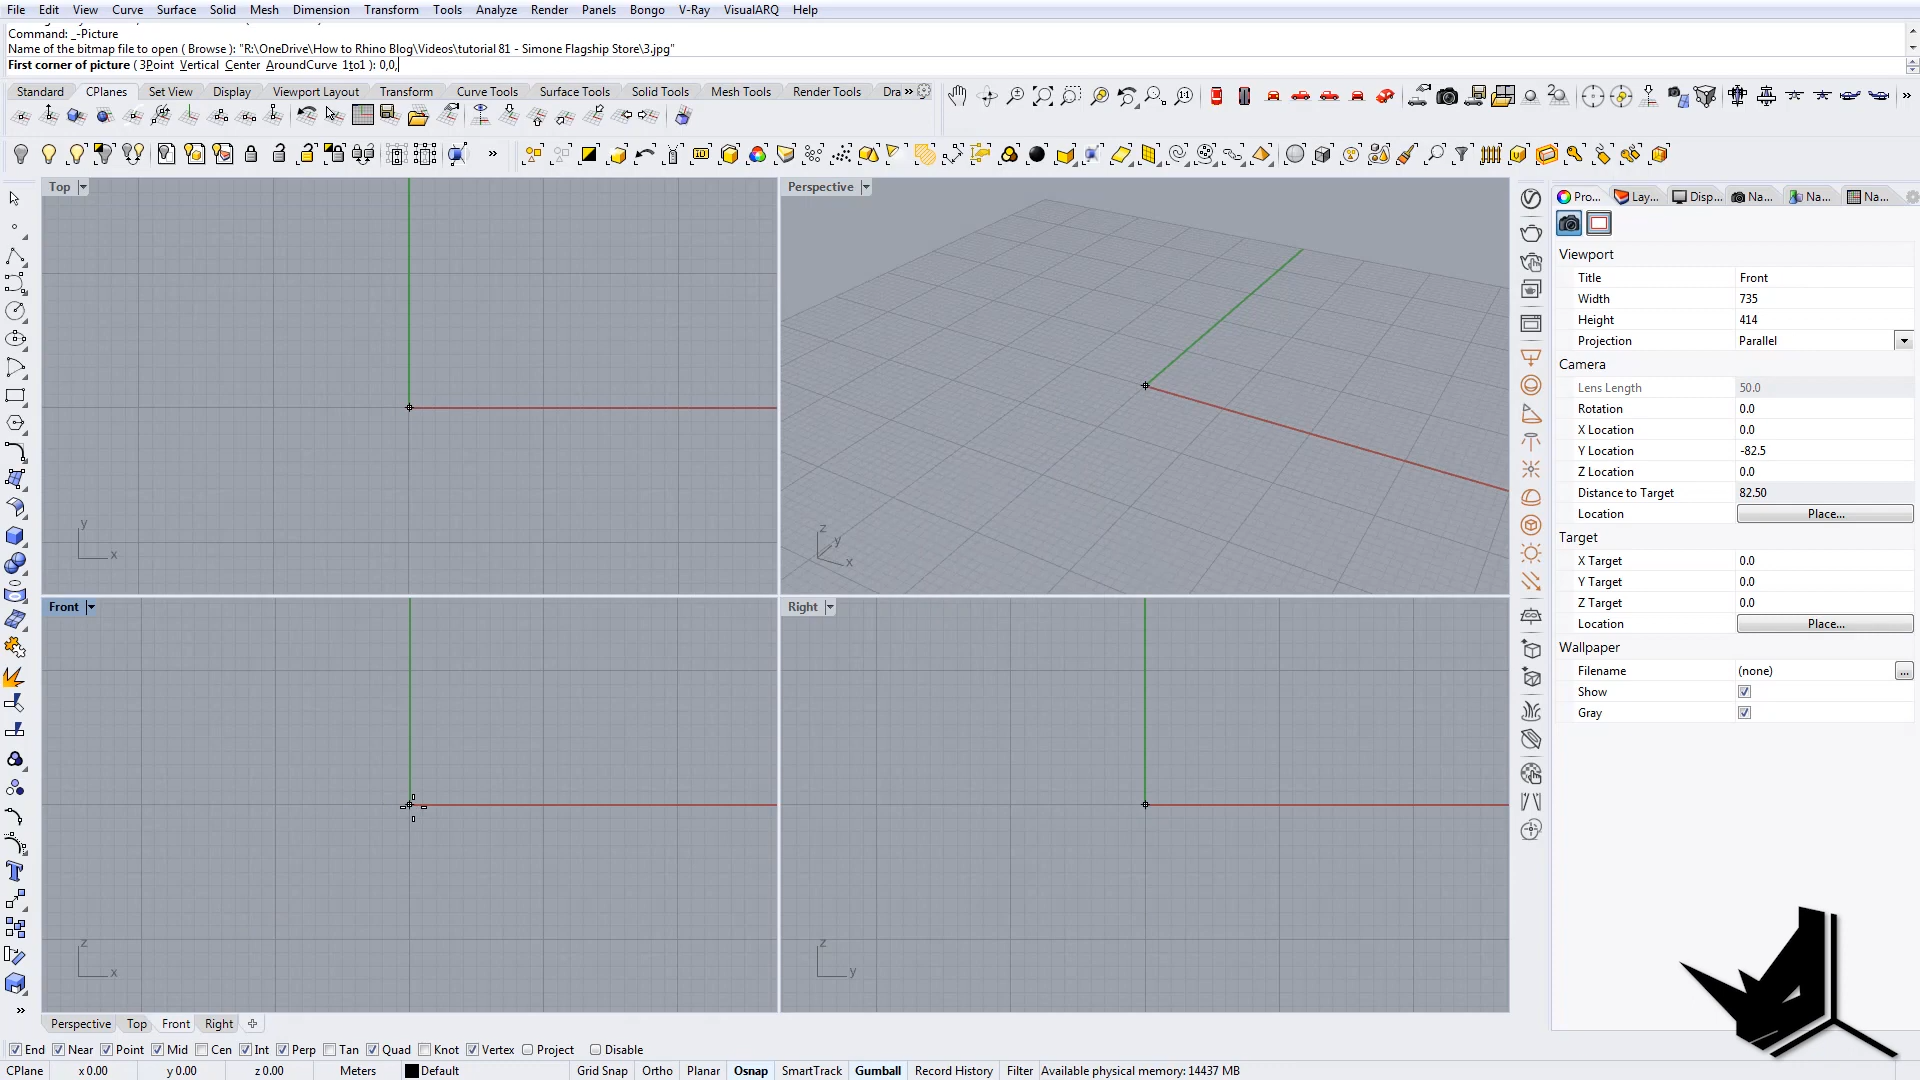 File Edit View Curve Surface Solid Mesh Dimension Transform Tools Analyze Render Panels Bongo V-Ray VisualARQ Help
Command: _-Picture
Name of the bitmap file to open ( Browse ): "R:\OneDrive\How to Rhino Blog\Videos\tutorial 81 - Simone Flagship Store\3.jpg"
First corner of picture ( 3Point Vertical Center AroundCurve 1to1 ): 0,0,
Standard CPlanes Set View Display Viewport Layout Transform Curve Tools Surface Tools Solid Tools Mesh Tools Render Tools Dra »
Top
Perspective
Pro... Lay... Disp... Na... Na... Na...
Viewport
Title Front
Width 735
Height 414
Projection Parallel
Camera
Lens Length 50.0
Rotation 0.0
X Location 0.0
Y Location -82.5
Z Location 0.0
Distance to Target 82.50
Location Place...
Target
X Target 0.0
Y Target 0.0
Z Target 0.0
Location Place...
Wallpaper
Filename (none) ...
Show
Gray
y
x
z
y
x
Front
Right
z
x
z
y
Perspective Top Front Right
End Near Point Mid Cen Int Perp Tan Quad Knot Vertex Project Disable
CPlane x 0.00 y 0.00 z 0.00 Meters Default Grid Snap Ortho Planar Osnap SmartTrack Gumball Record History Filter Available physical memory: 14437 MB